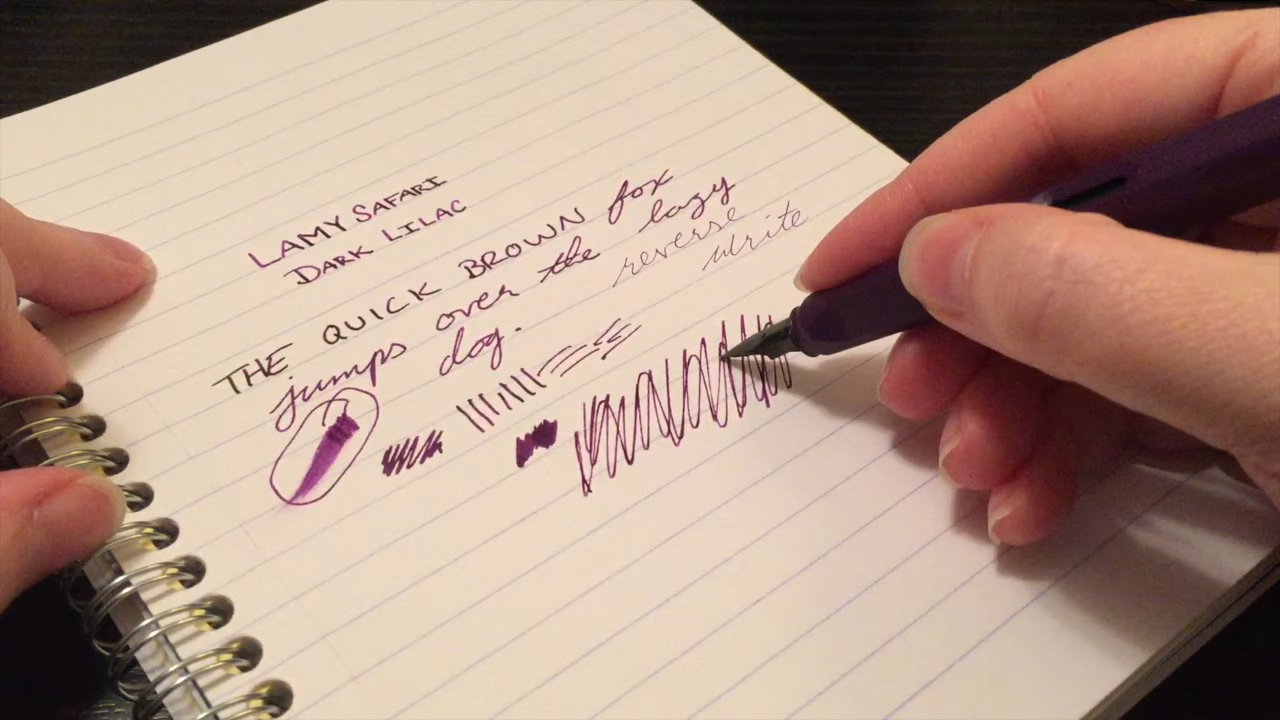 LAMY SAFARI
DARK LILAC
THE QUICK BROWN fox
jumps over the lazy
dog.
reverse
write